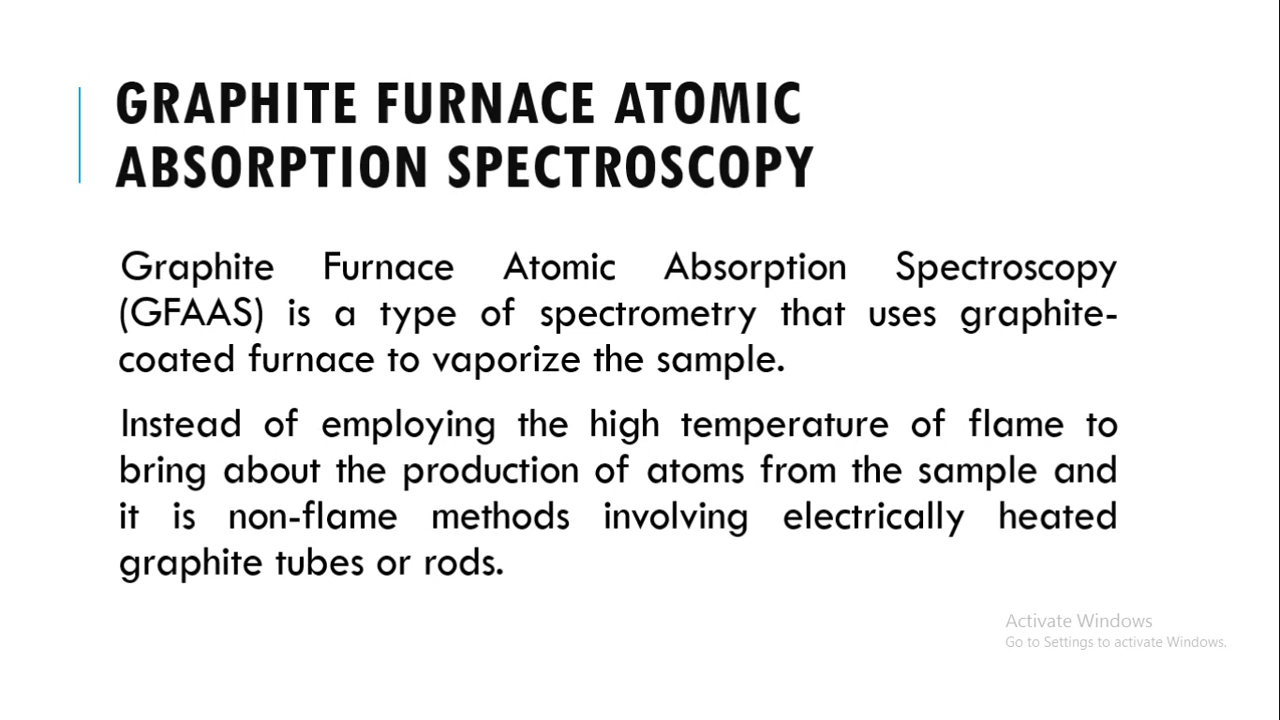 GRAPHITE FURNACE ATOMIC
ABSORPTION SPECTROSCOPY
Graphite Furnace Atomic Absorption Spectroscopy
(GFAAS) is a type of spectrometry that uses graphite-
coated furnace to vaporize the sample.
Instead of employing the high temperature of flame to
bring about the production of atoms from the sample and
it is non-flame methods involving electrically heated
graphite tubes or rods.
Activate Windows
Go to Settings to activate Windows.